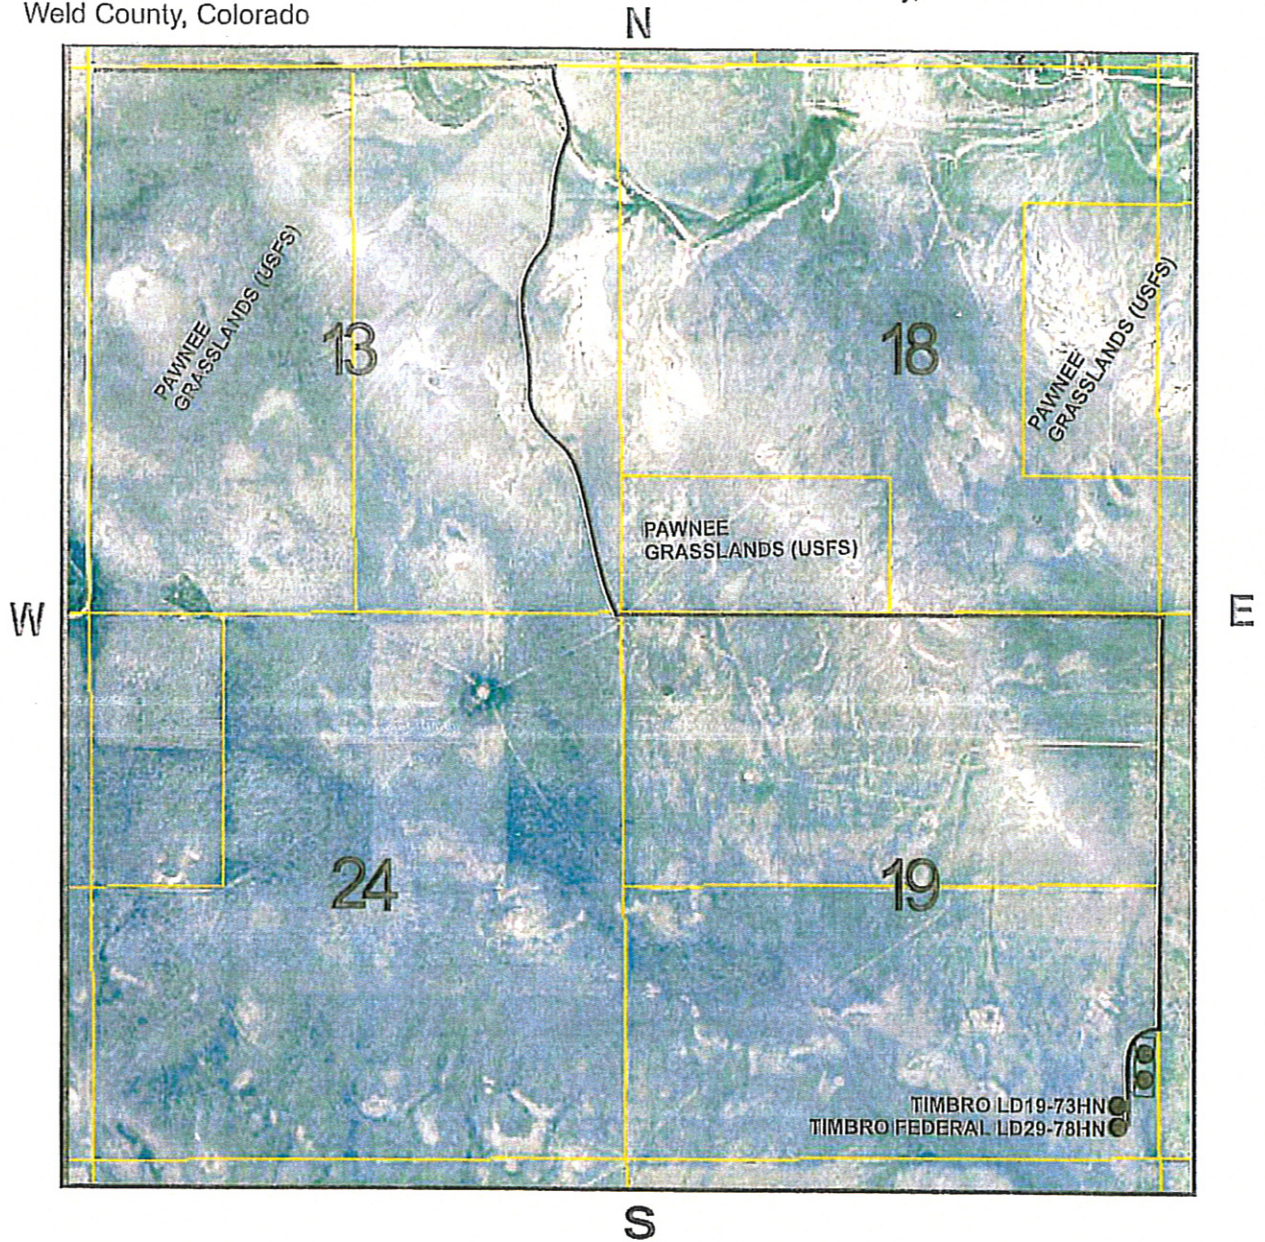 Weld County, Colorado
N
PAWNEE
GRASSLANDS (USFS)
13
18
PAWNEE
GRASSLANDS (USFS)
PAWNEE
GRASSLANDS (USFS)
W
E
24
19
TIMBRO LD19-73HN
TIMBRO FEDERAL LD29-78HN
S